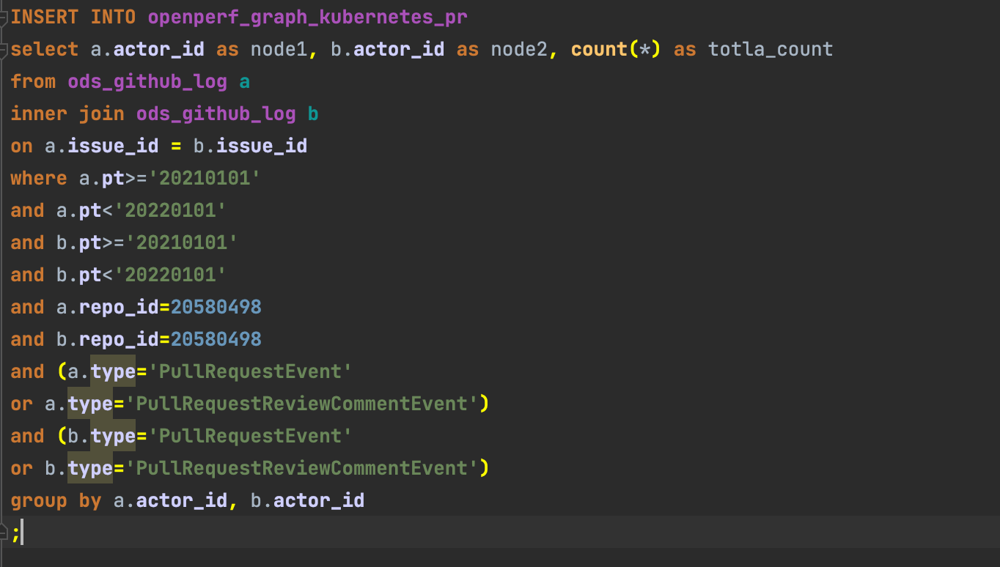 INSERT INTO openperf_graph_kubernetes_pr
select a.actor_id as node1, b.actor_id as node2, count(*) as totla_count
from ods_github_log a
inner join ods_github_log b
on a.issue_id = b.issue_id
where a.pt>='20210101'
and a.pt<'20220101'
and b.pt>='20210101'
and b.pt<'20220101'
and a.repo_id=20580498
and b.repo_id=20580498
and (a.type='PullRequestEvent'
or a.type='PullRequestReviewCommentEvent')
and (b.type='PullRequestEvent'
or b.type='PullRequestReviewCommentEvent')
group by a.actor_id, b.actor_id
;